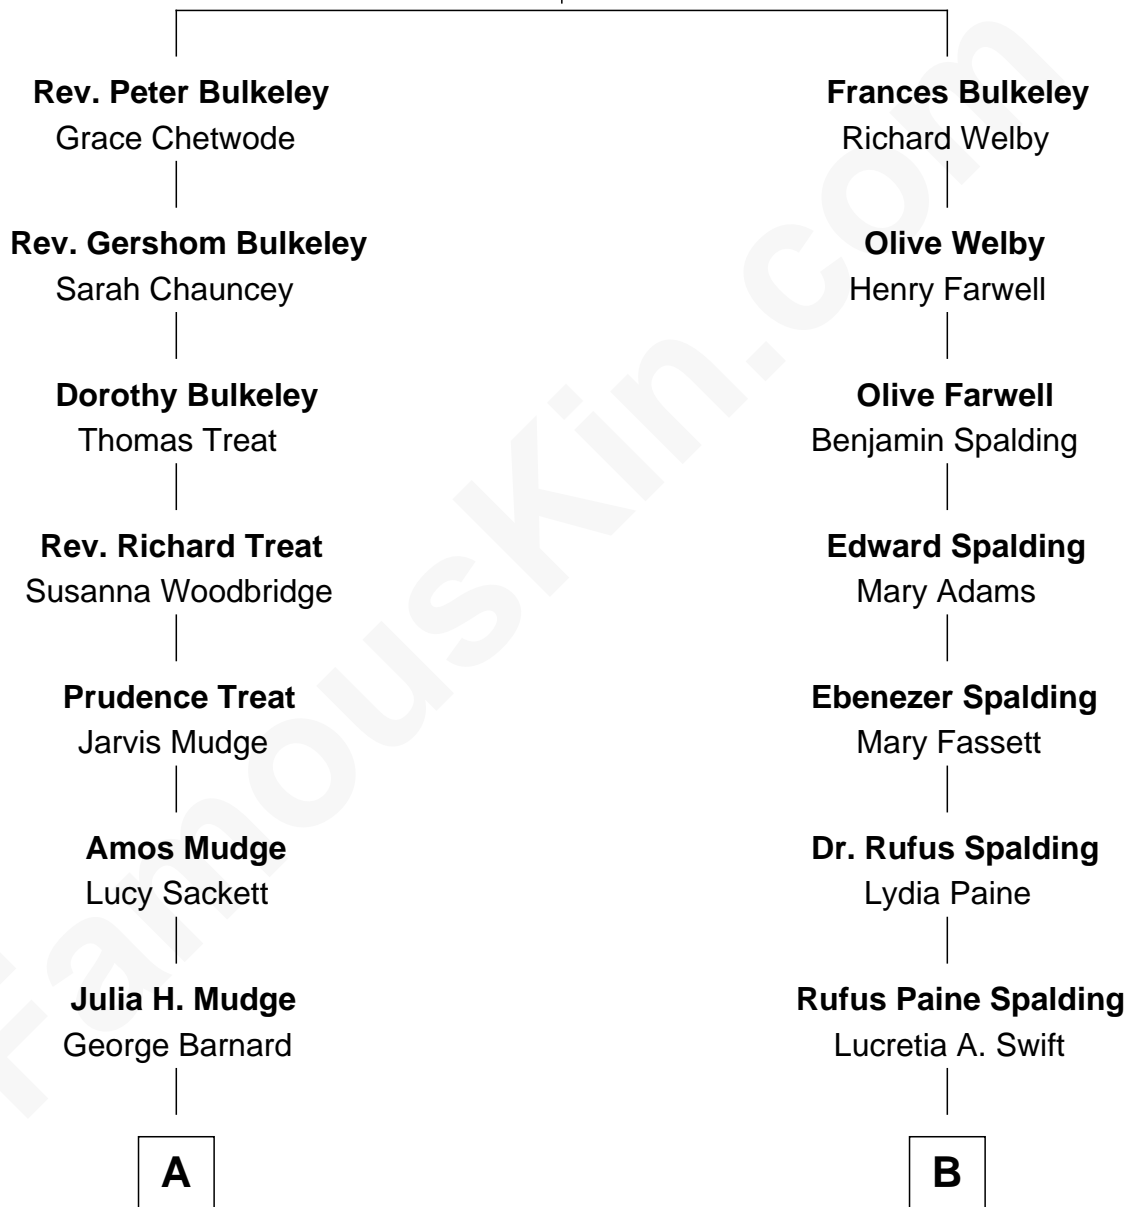 Rev. Peter Bulkeley
Grace Chetwode
Rev. Gershom Bulkeley
Sarah Chauncey
Dorothy Bulkeley
Thomas Treat
Rev. Richard Treat
Susanna Woodbridge
Prudence Treat
Jarvis Mudge
Amos Mudge
Lucy Sackett
Julia H. Mudge
George Barnard
A
Frances Bulkeley
Richard Welby
Olive Welby
Henry Farwell
Olive Farwell
Benjamin Spalding
Edward Spalding
Mary Adams
Ebenezer Spalding
Mary Fassett
Dr. Rufus Spalding
Lydia Paine
Rufus Paine Spalding
Lucretia A. Swift
B
FamousKin.com